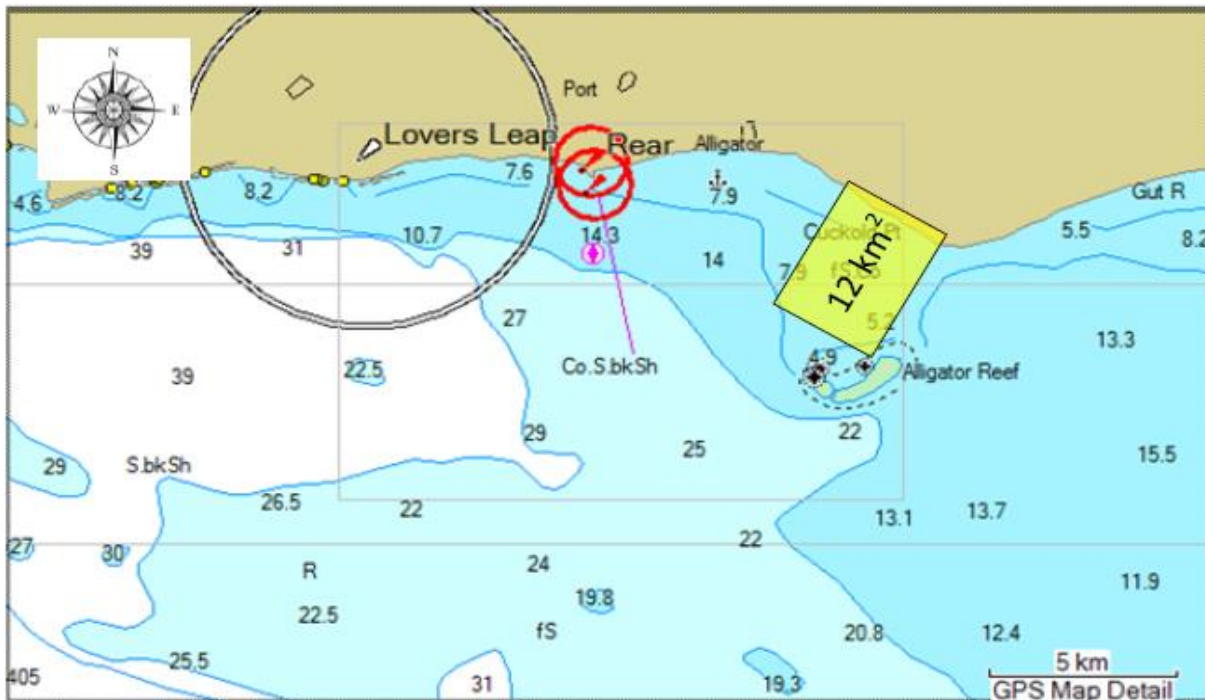 N
W E
S
Port
Lovers Leap Rear
Alligator
7.6
7.9
Gut R
4.6 8.2 8.2
39 31 10.7 14.3 14
Cuckold Pt
5.5
8.2
7.9 fS.Co
12 km²
5.2
27
13.3
39 22.5 Co.S.bkSh 4.9 Alligator Reef
29 22
29 S.bkSh 25 15.5
26.5 22 13.1 13.7
27 30 22
R 24 11.9
22.5 19.8
fS 20.8 12.4
25.5
405 31 19.3
5 km
GPS Map Detail